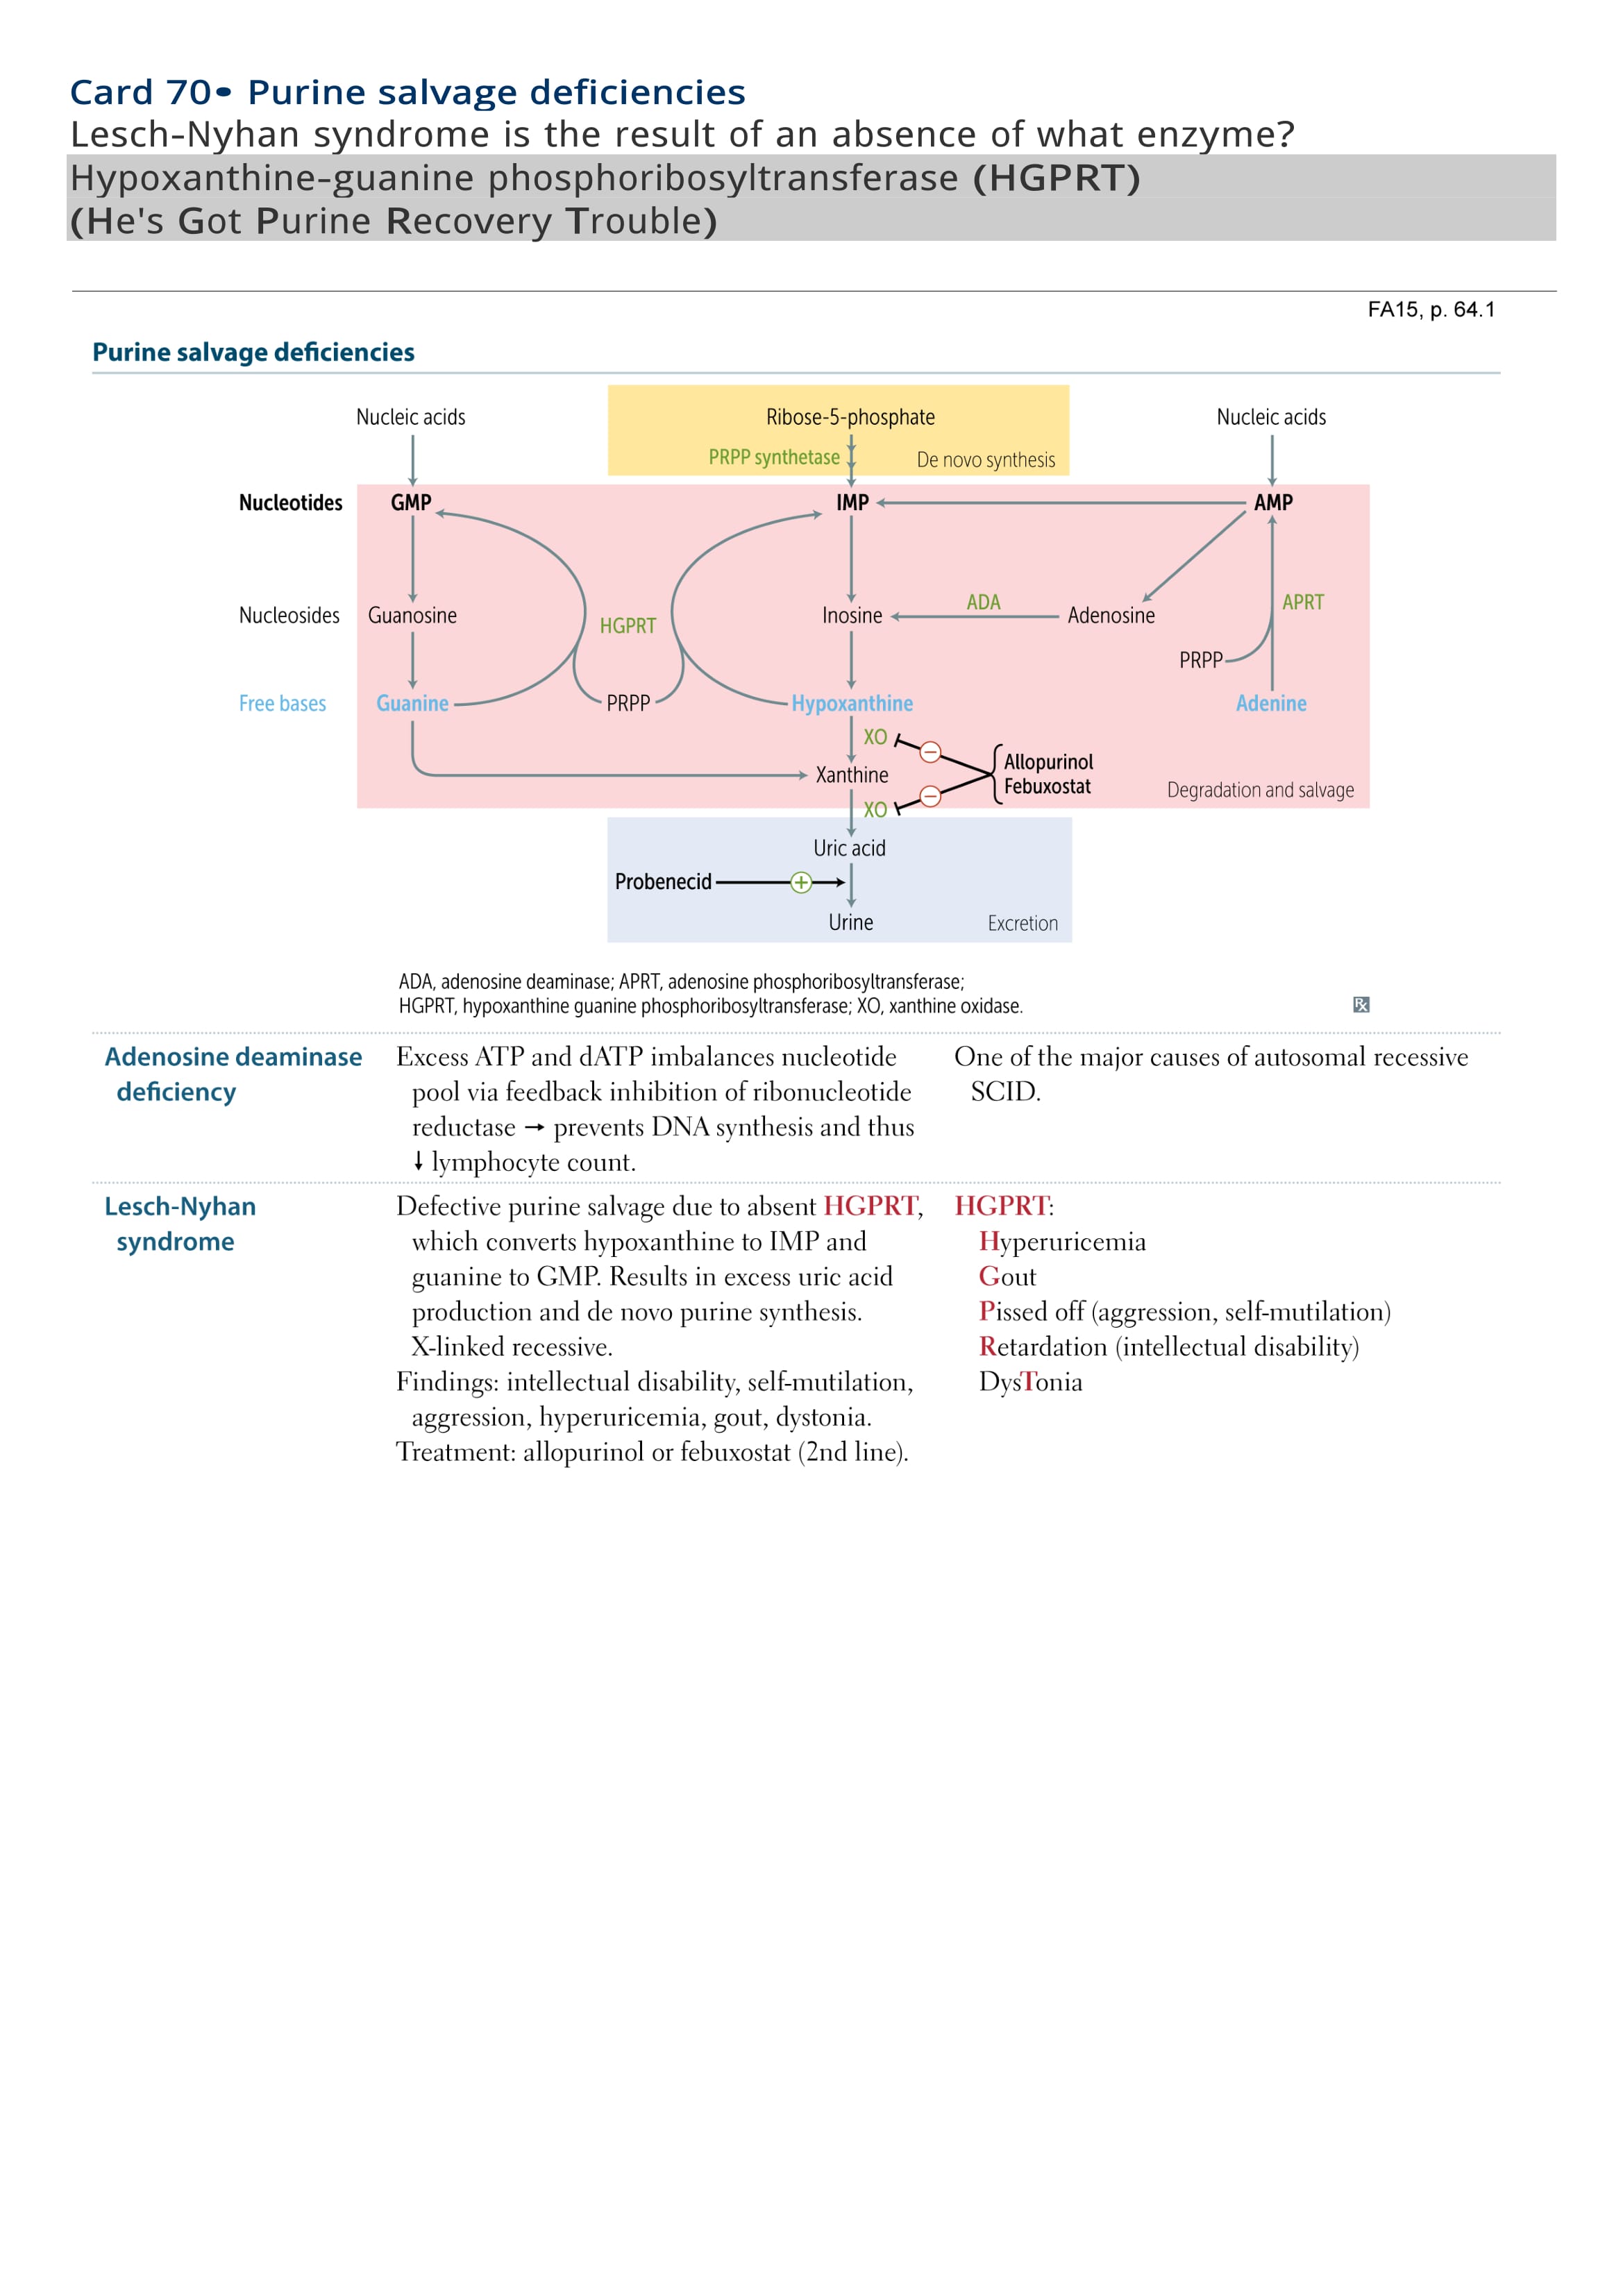 Card 70• Purine salvage deficiencies
Lesch-Nyhan syndrome is the result of an absence of what enzyme?
Hypoxanthine-guanine phosphoribosyltransferase (HGPRT)
(He's Got Purine Recovery Trouble)
FA15, p. 64.1
Purine salvage deficiencies
Nucleic acids
Ribose-5-phosphate
Nucleic acids
PRPP synthetase
De novo synthesis
Nucleotides
GMP
IMP
AMP
Nucleosides
Guanosine
HGPRT
Inosine
ADA
Adenosine
APRT
PRPP
Free bases
Guanine
PRPP
Hypoxanthine
Adenine
XO
Xanthine
Allopurinol
Febuxostat
Degradation and salvage
XO
Uric acid
Probenecid
Urine
Excretion
ADA, adenosine deaminase; APRT, adenosine phosphoribosyltransferase;
HGPRT, hypoxanthine guanine phosphoribosyltransferase; XO, xanthine oxidase.
Rx
Adenosine deaminase
deficiency
Excess ATP and dATP imbalances nucleotide
pool via feedback inhibition of ribonucleotide
reductase → prevents DNA synthesis and thus
↓ lymphocyte count.
One of the major causes of autosomal recessive
SCID.
Lesch-Nyhan
syndrome
Defective purine salvage due to absent HGPRT,
which converts hypoxanthine to IMP and
guanine to GMP. Results in excess uric acid
production and de novo purine synthesis.
X-linked recessive.
Findings: intellectual disability, self-mutilation,
aggression, hyperuricemia, gout, dystonia.
Treatment: allopurinol or febuxostat (2nd line).
HGPRT:
Hyperuricemia
Gout
Pissed off (aggression, self-mutilation)
Retardation (intellectual disability)
DysTonia